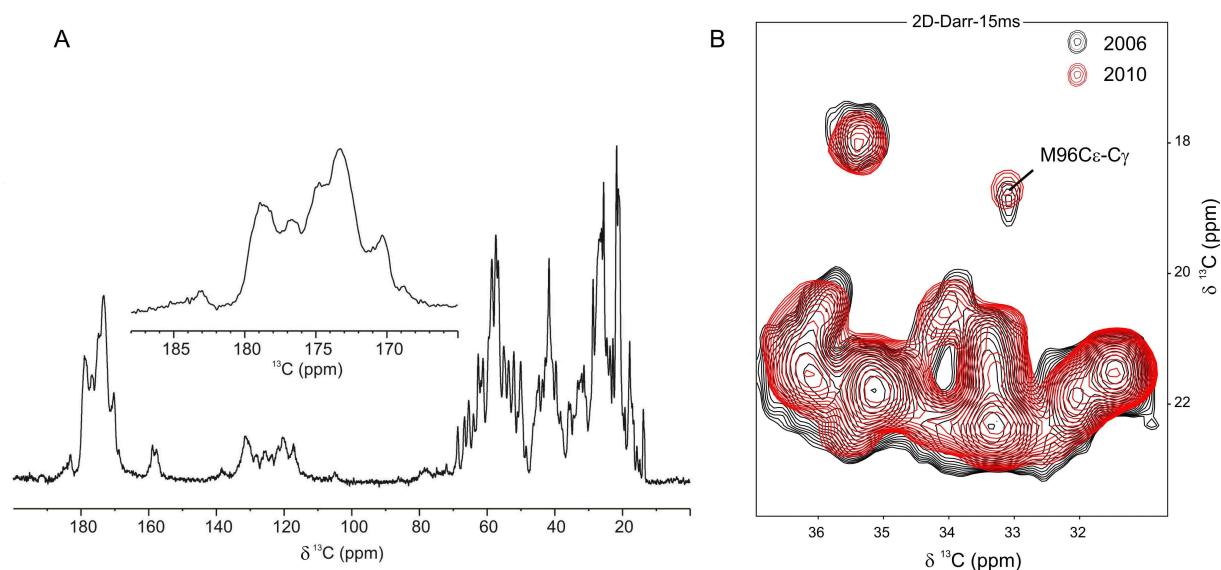 A
185
180
175
170
¹³C (ppm)
180
160
140
120
100
80
60
40
20
δ ¹³C (ppm)
B
2D-Darr-15ms
2006
2010
M96Cε-Cγ
18
20
22
δ ¹³C (ppm)
36
35
34
33
32
δ ¹³C (ppm)